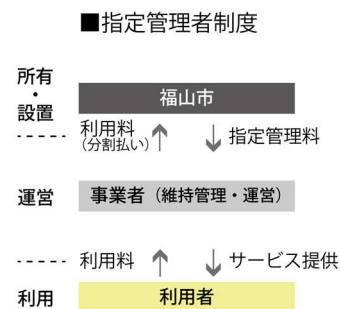 ■指定管理者制度
所有
・
設置
福山市
利用料
(分割払い)
指定管理料
運営
事業者（維持管理・運営）
利用料
サービス提供
利用
利用者